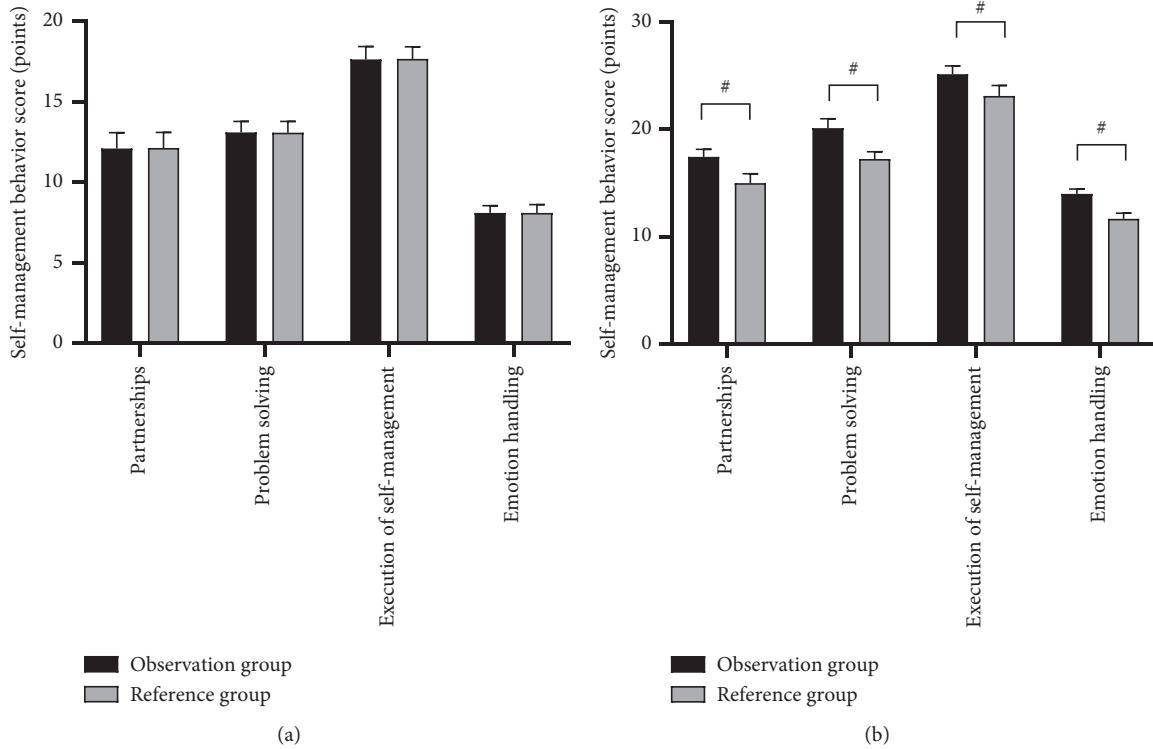 Self-management behavior score (points)
20
15
10
5
0
Partnerships
Problem solving
Execution of self-management
Emotion handling
Observation group
Reference group
(a)
Self-management behavior score (points)
30
20
10
0
#
#
#
#
Partnerships
Problem solving
Execution of self-management
Emotion handling
Observation group
Reference group
(b)